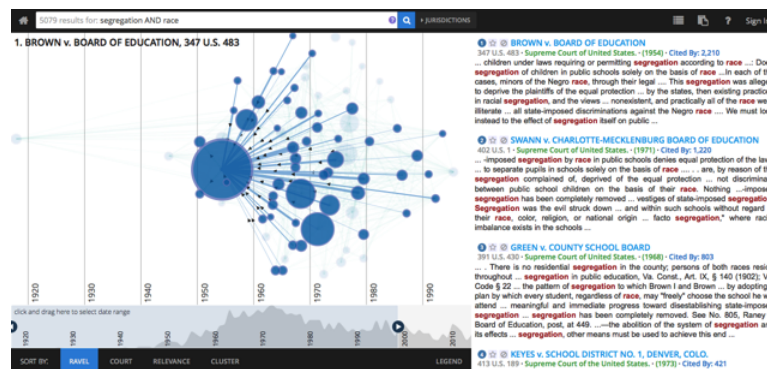 5079 results for: segregation AND race
? 
+ JURISDICTIONS
?
Sign I
1. BROWN v. BOARD OF EDUCATION, 347 U.S. 483
1920
1930
1940
1950
1960
1970
1980
1990
click and drag here to select date range
1920
1930
1940
1950
1960
1970
1980
1990
2000
2010
SORT BY:
RAVEL
COURT
RELEVANCE
CLUSTER
LEGEND
1 BROWN v. BOARD OF EDUCATION
347 U.S. 483 · Supreme Court of the United States. · (1954) · Cited By: 2,210
... children under laws requiring or permitting segregation according to race ...: Do
segregation of children in public schools solely on the basis of race ...In each of th
cases, minors of the Negro race, through their legal .... This segregation was alleg
to deprive the plaintiffs of the equal protection ... by the states, then existing practic
in racial segregation, and the views ... nonexistent, and practically all of the race we
illiterate ... all state-imposed discriminations against the Negro race .... We must loo
instead to the effect of segregation itself on public ...
2 SWANN v. CHARLOTTE-MECKLENBURG BOARD OF EDUCATION
402 U.S. 1 · Supreme Court of the United States. · (1971) · Cited By: 1,220
... -imposed segregation by race in public schools denies equal protection of the law
... to separate pupils in schools solely on the basis of race .... . are, by reason of th
segregation complained of, deprived of the equal protection ... not discrimina
between public school children on the basis of their race. Nothing ...-impose
segregation has been completely removed ... vestiges of state-imposed segregatio
Segregation was the evil struck down ... and within such schools without regard
their race, color, religion, or national origin ... facto segregation," where raci
imbalance exists in the schools ...
3 GREEN v. COUNTY SCHOOL BOARD
391 U.S. 430 · Supreme Court of the United States. · (1968) · Cited By: 803
... . There is no residential segregation in the county; persons of both races resid
throughout ... segregation in public education, Va. Const., Art. IX, § 140 (1902); V
Code § 22 ... the pattern of segregation to which Brown I and Brown ... by adopting
plan by which every student, regardless of race, may "freely" choose the school he w
attend ... meaningful and immediate progress toward disestablishing state-impose
segregation ... segregation has been completely removed. See No. 805, Raney
Board of Education, post, at 449. ...—the abolition of the system of segregation a
its effects ... segregation, other means must be used to achieve this end ...
4 KEYES v. SCHOOL DISTRICT NO. 1, DENVER, COLO.
413 U.S. 189 · Supreme Court of the United States. · (1973) · Cited By: 421